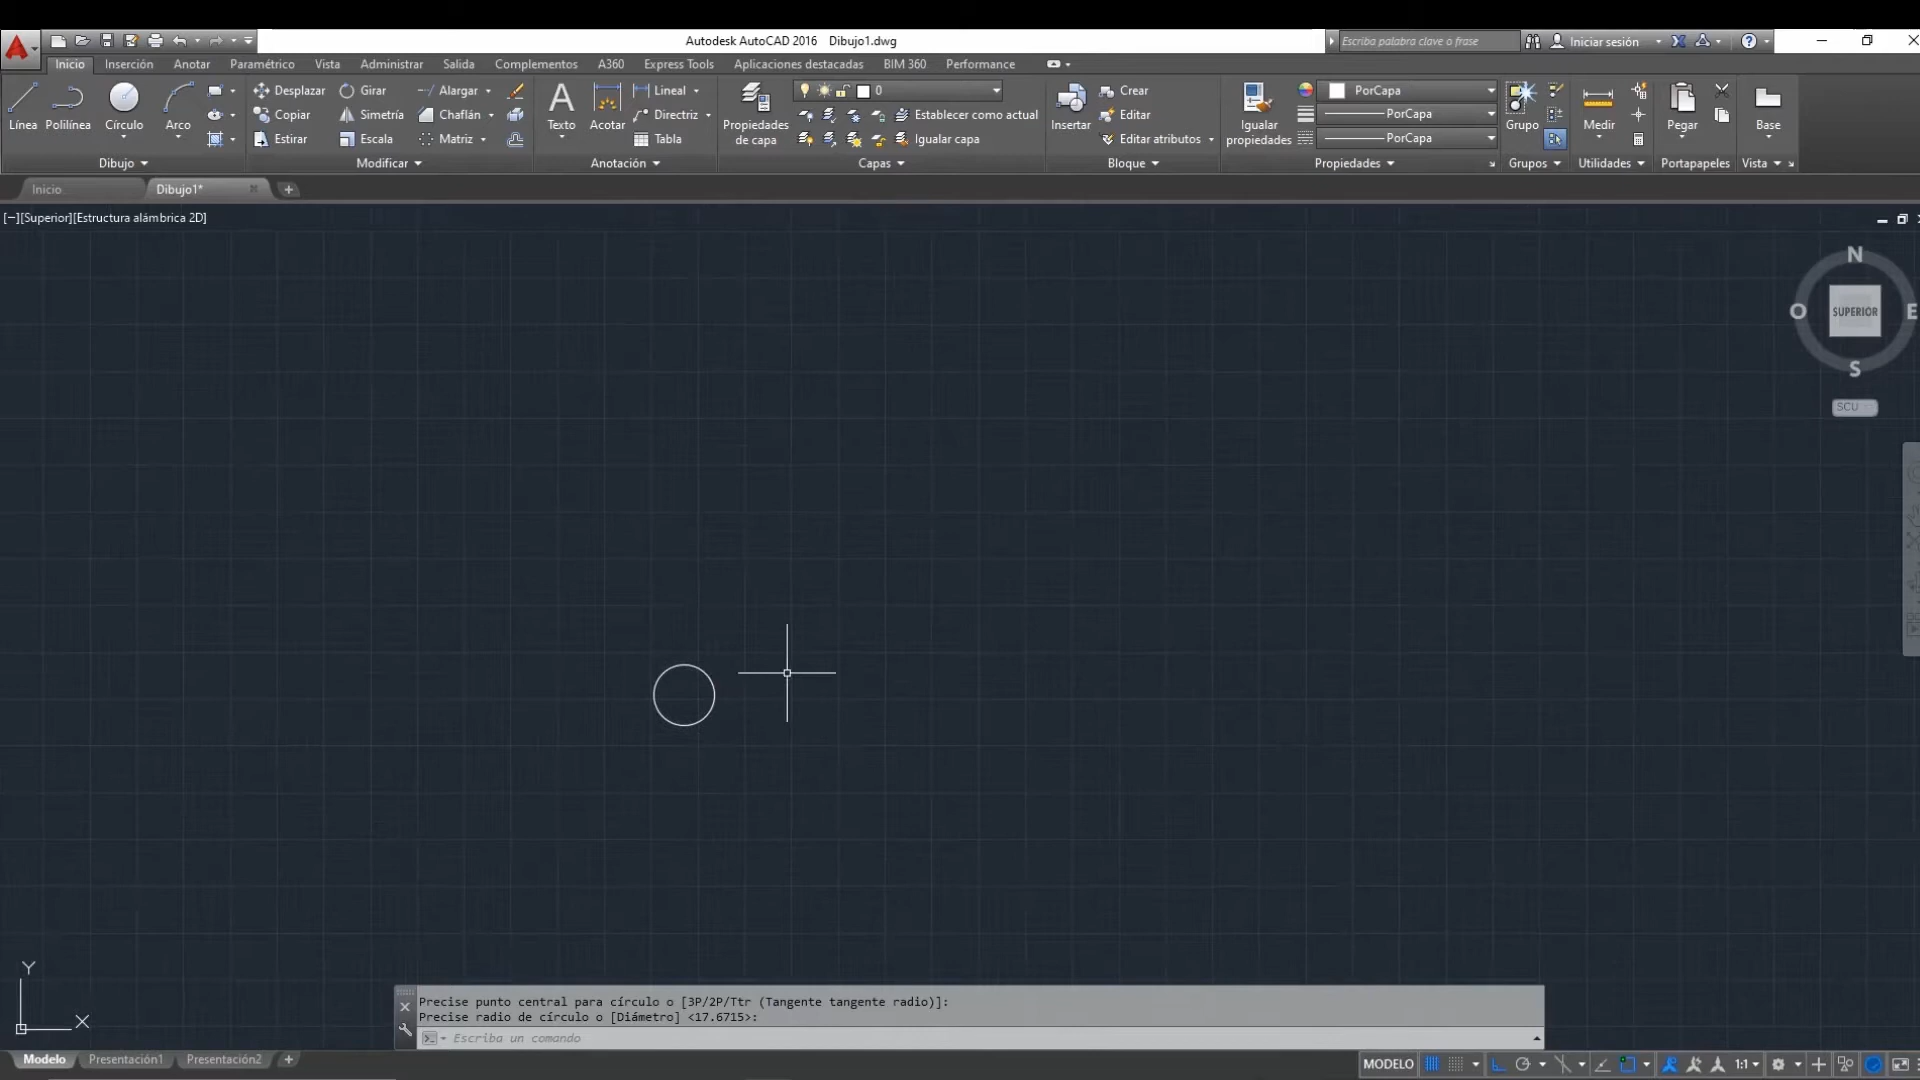 Autodesk AutoCAD 2016 Dibujo1.dwg
Escriba palabra clave o frase
Iniciar sesión
Inicio Inserción Anotar Paramétrico Vista Administrar Salida Complementos A360 Express Tools Aplicaciones destacadas BIM 360 Performance
Línea Polilínea Círculo Arco
Dibujo
Desplazar Girar Alargar
Copiar Simetría Chaflán
Estirar Escala Matriz
Modificar
Texto Acotar
Lineal
Directriz
Tabla
Anotación
Propiedades
de capa
0
Establecer como actual
Igualar capa
Capas
Insertar
Crear
Editar
Editar atributos
Bloque
Igualar
propiedades
PorCapa
PorCapa
PorCapa
Propiedades
Grupo
Grupos
Medir
Utilidades
Pegar
Portapapeles
Base
Vista
Inicio
Dibujo1*
[−][Superior][Estructura alámbrica 2D]
N
O SUPERIOR E
S
SCU
Y
X
Precise punto central para círculo o [3P/2P/Ttr (Tangente tangente radio)]:
Precise radio de círculo o [Diámetro] <17.6715>:
Escriba un comando
Modelo Presentación1 Presentación2 +
MODELO
1:1